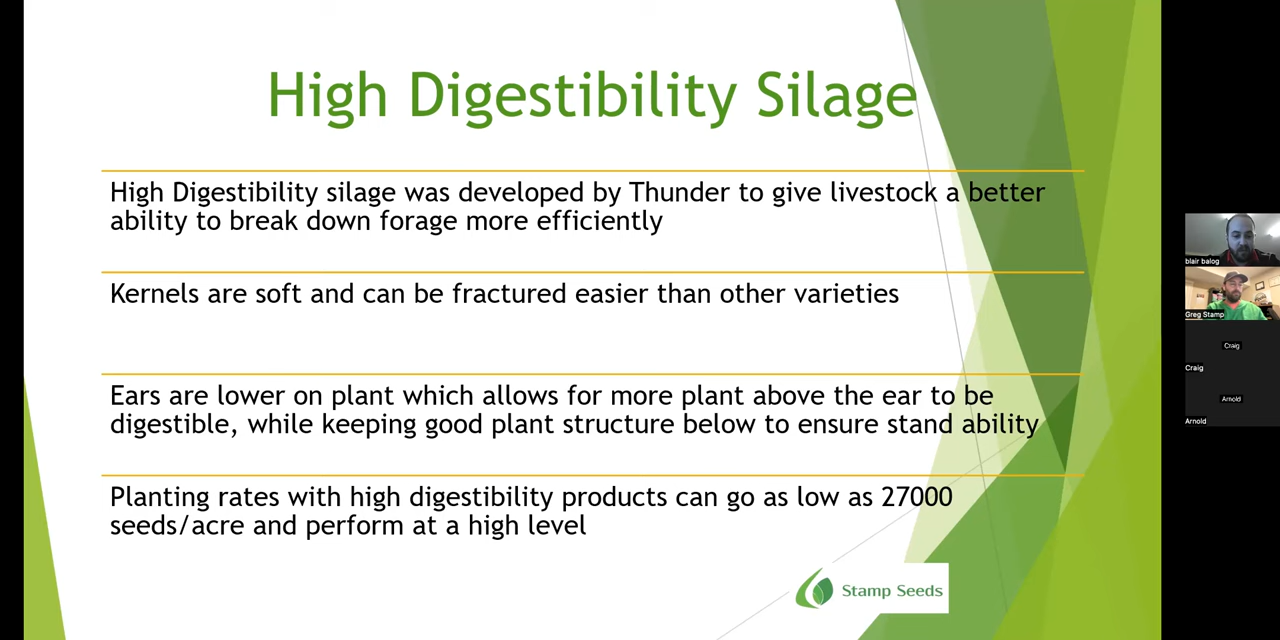 High Digestibility Silage
High Digestibility silage was developed by Thunder to give livestock a better
ability to break down forage more efficiently
Kernels are soft and can be fractured easier than other varieties
Ears are lower on plant which allows for more plant above the ear to be
digestible, while keeping good plant structure below to ensure stand ability
Planting rates with high digestibility products can go as low as 27000
seeds/acre and perform at a high level
Stamp Seeds
blair balog
Greg Stamp
Craig
Craig
Arnold
Arnold